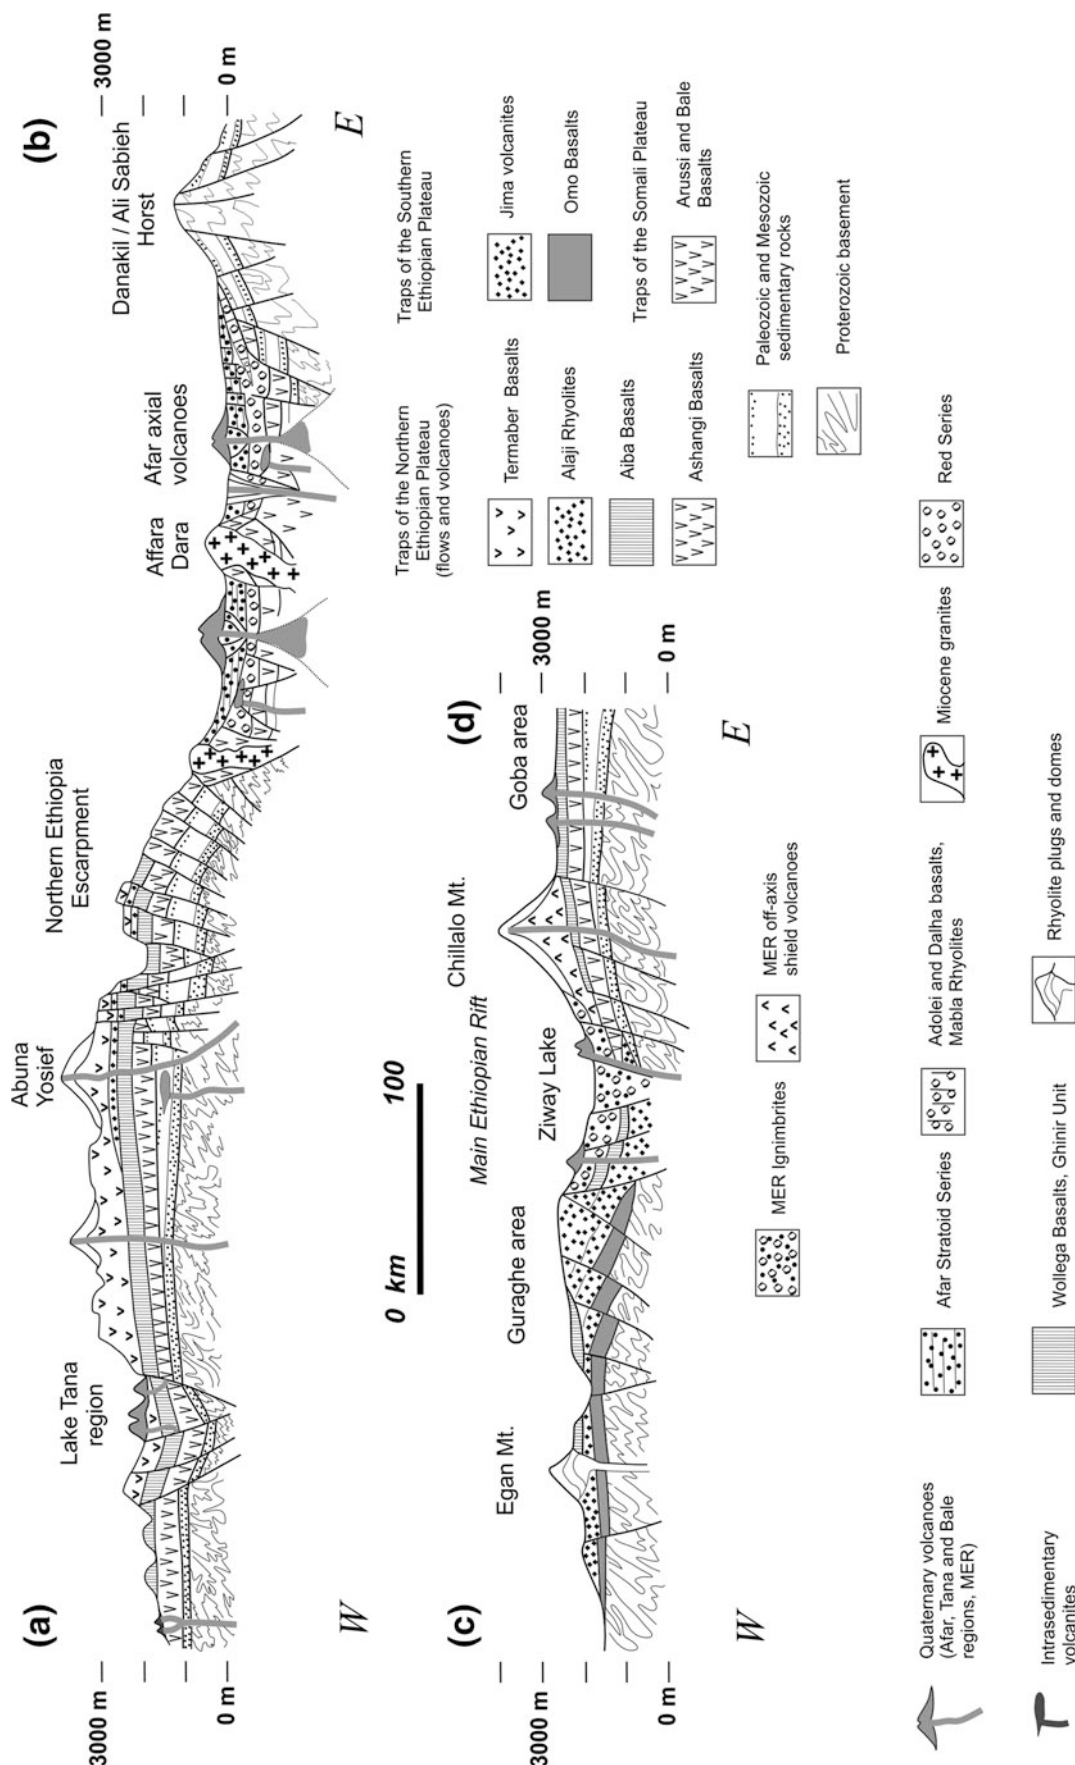 (a)
(b)
3000 m
0 m
3000 m
0 m
Lake Tana
region
Abuna
Yosief
Northern Ethiopia
Escarpment
Affara
Dara
Afar axial
volcanoes
Danakil / Ali Sabieh
Horst
W
E
0 km
100
(c)
(d)
3000 m
0 m
3000 m
0 m
Egan Mt.
Guraghe area
Main Ethiopian Rift
Ziway Lake
Chillalo Mt.
Goba area
W
E
Traps of the Northern
Ethiopian Plateau
(flows and volcanoes)
Termaber Basalts
Alaji Rhyolites
Aiba Basalts
Ashangi Basalts
Traps of the Southern
Ethiopian Plateau
Jima volcanites
Omo Basalts
Traps of the Somali Plateau
Arussi and Bale
Basalts
Paleozoic and Mesozoic
sedimentary rocks
Proterozoic basement
MER Ignimbrites
MER off-axis
shield volcanoes
Quaternary volcanoes
(Afar, Tana and Bale
regions, MER)
Afar Stratoid Series
Adolei and Dalha basalts,
Mabla Rhyolites
Miocene granites
Red Series
Intrasedimentary
volcanites
Wollega Basalts, Ghinir Unit
Rhyolite plugs and domes